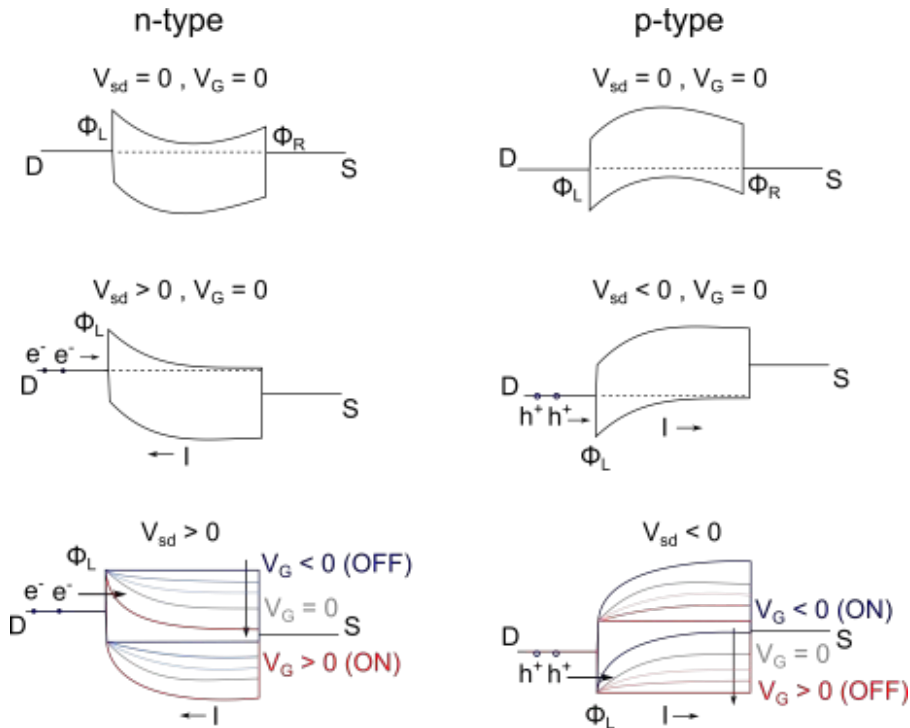 n-type
V_sd = 0 , V_G = 0
Φ_L
Φ_R
D
S
V_sd > 0 , V_G = 0
Φ_L
e⁻ e⁻ →
D
S
← I
V_sd > 0
Φ_L
V_G < 0 (OFF)
e⁻ e⁻
V_G = 0
D
S
V_G > 0 (ON)
← I
p-type
V_sd = 0 , V_G = 0
D
S
Φ_L
Φ_R
V_sd < 0 , V_G = 0
D
S
h⁺ h⁺ →
I →
Φ_L
V_sd < 0
V_G < 0 (ON)
D
S
V_G = 0
h⁺ h⁺
V_G > 0 (OFF)
Φ_L
I →